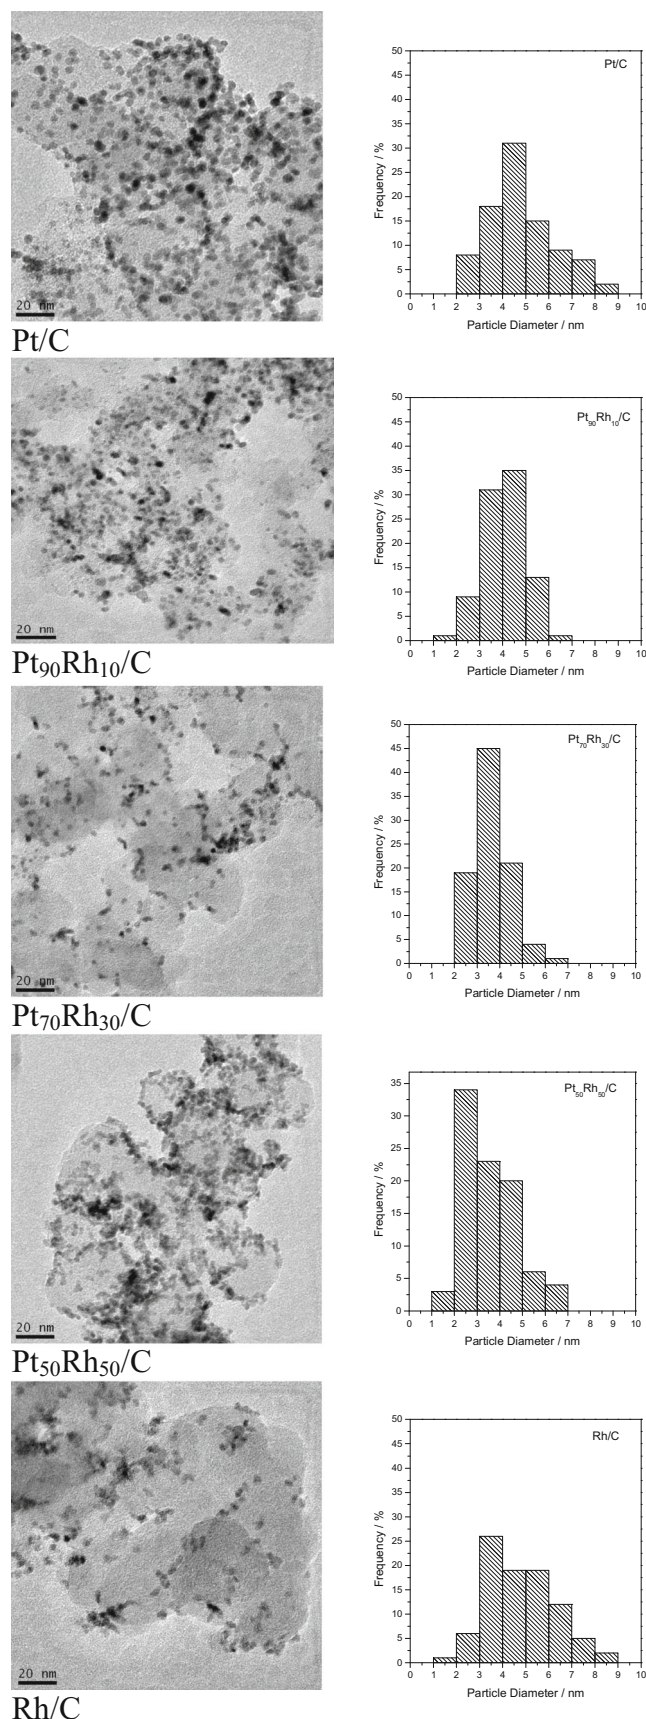 20 nm
Pt/C
Pt/C
50
45
40
35
30
25
20
15
10
5
0
Frequency / %
0 1 2 3 4 5 6 7 8 9 10
Particle Diameter / nm
20 nm
Pt₉₀Rh₁₀/C
Pt₉₀Rh₁₀/C
50
45
40
35
30
25
20
15
10
5
0
Frequency / %
0 1 2 3 4 5 6 7 8 9 10
Particle Diameter / nm
20 nm
Pt₇₀Rh₃₀/C
Pt₇₀Rh₃₀/C
50
45
40
35
30
25
20
15
10
5
0
Frequency / %
0 1 2 3 4 5 6 7 8 9 10
Particle Diameter / nm
20 nm
Pt₅₀Rh₅₀/C
Pt₅₀Rh₅₀/C
35
30
25
20
15
10
5
0
Frequency / %
0 1 2 3 4 5 6 7 8 9 10
Particle Diameter / nm
20 nm
Rh/C
Rh/C
50
45
40
35
30
25
20
15
10
5
0
Frequency / %
0 1 2 3 4 5 6 7 8 9 10
Particle Diameter / nm